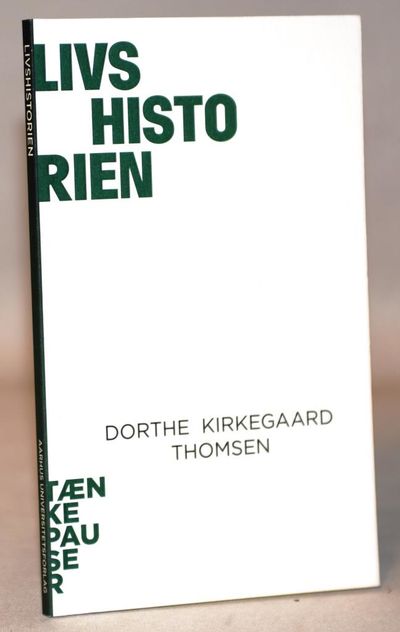 LIVS
HISTO
RIEN
DORTHE KIRKEGAARD
THOMSEN
TÆN
KE
PAU
SE
R
LIVSHISTORIEN
AARHUS UNIVERSITETSFORLAG